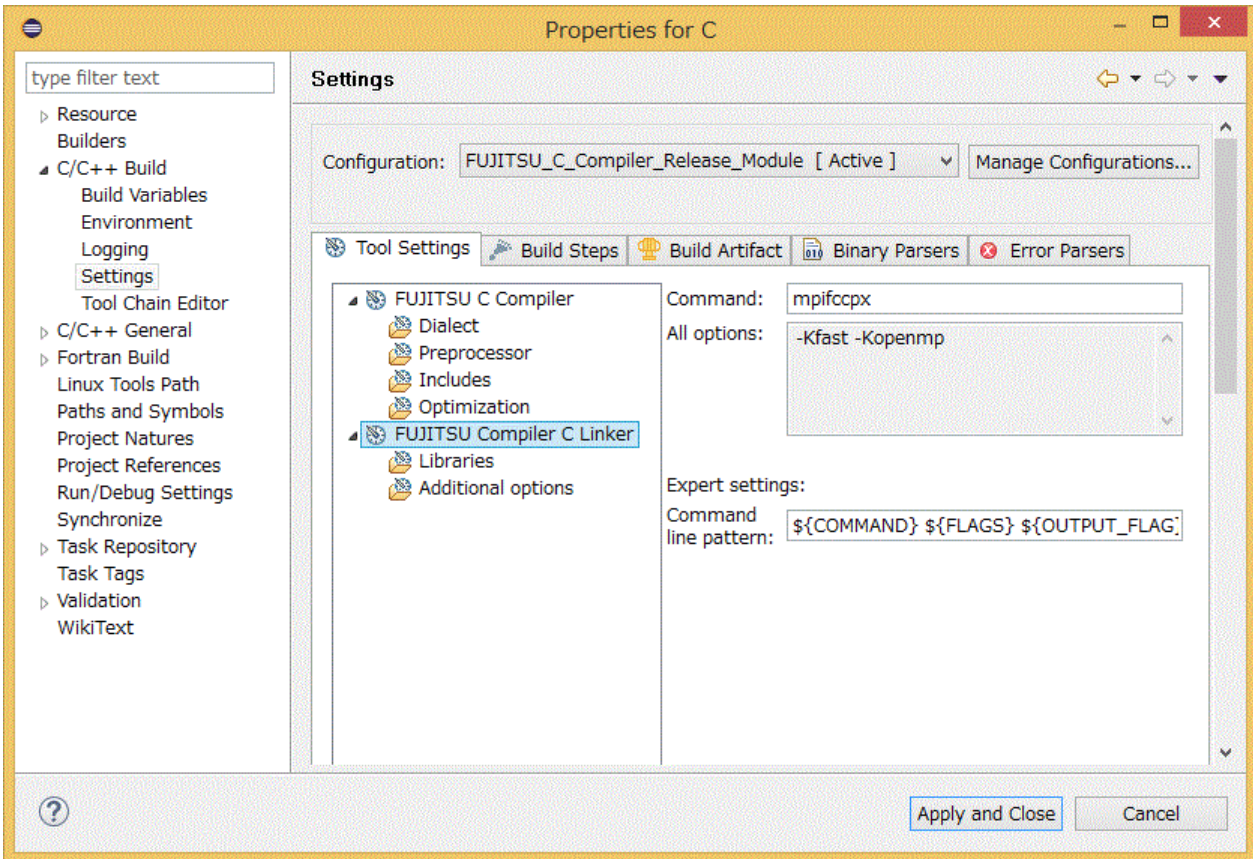 Properties for C
type filter text
Resource
Builders
C/C++ Build
Build Variables
Environment
Logging
Settings
Tool Chain Editor
C/C++ General
Fortran Build
Linux Tools Path
Paths and Symbols
Project Natures
Project References
Run/Debug Settings
Synchronize
Task Repository
Task Tags
Validation
WikiText
Settings
Configuration: FUJITSU_C_Compiler_Release_Module [ Active ] Manage Configurations...
Tool Settings Build Steps Build Artifact Binary Parsers Error Parsers
FUJITSU C Compiler
Dialect
Preprocessor
Includes
Optimization
FUJITSU Compiler C Linker
Libraries
Additional options
Command: mpifccpx
All options: -Kfast -Kopenmp
Expert settings:
Command
line pattern: ${COMMAND} ${FLAGS} ${OUTPUT_FLAG
Apply and Close Cancel